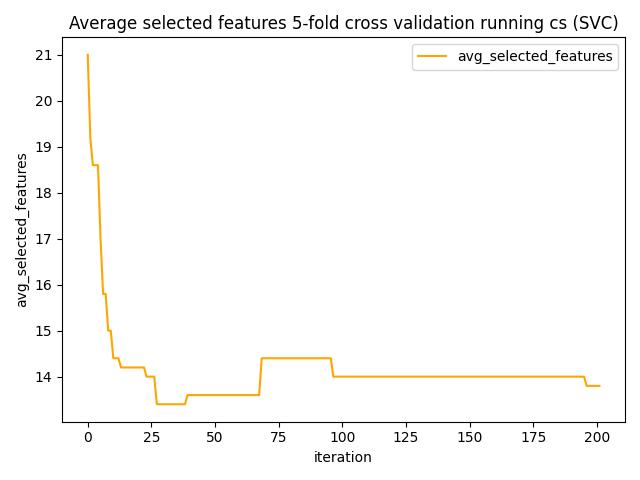 Average selected features 5-fold cross validation running cs (SVC)
avg_selected_features
avg_selected_features
21
20
19
18
17
16
15
14
0 25 50 75 100 125 150 175 200
iteration